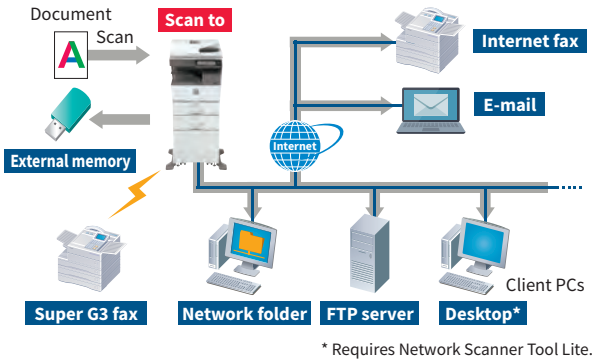 Document
Scan
A
Scan to
Internet fax
E-mail
External memory
Internet
Super G3 fax
Network folder
FTP server
Desktop*
Client PCs
* Requires Network Scanner Tool Lite.